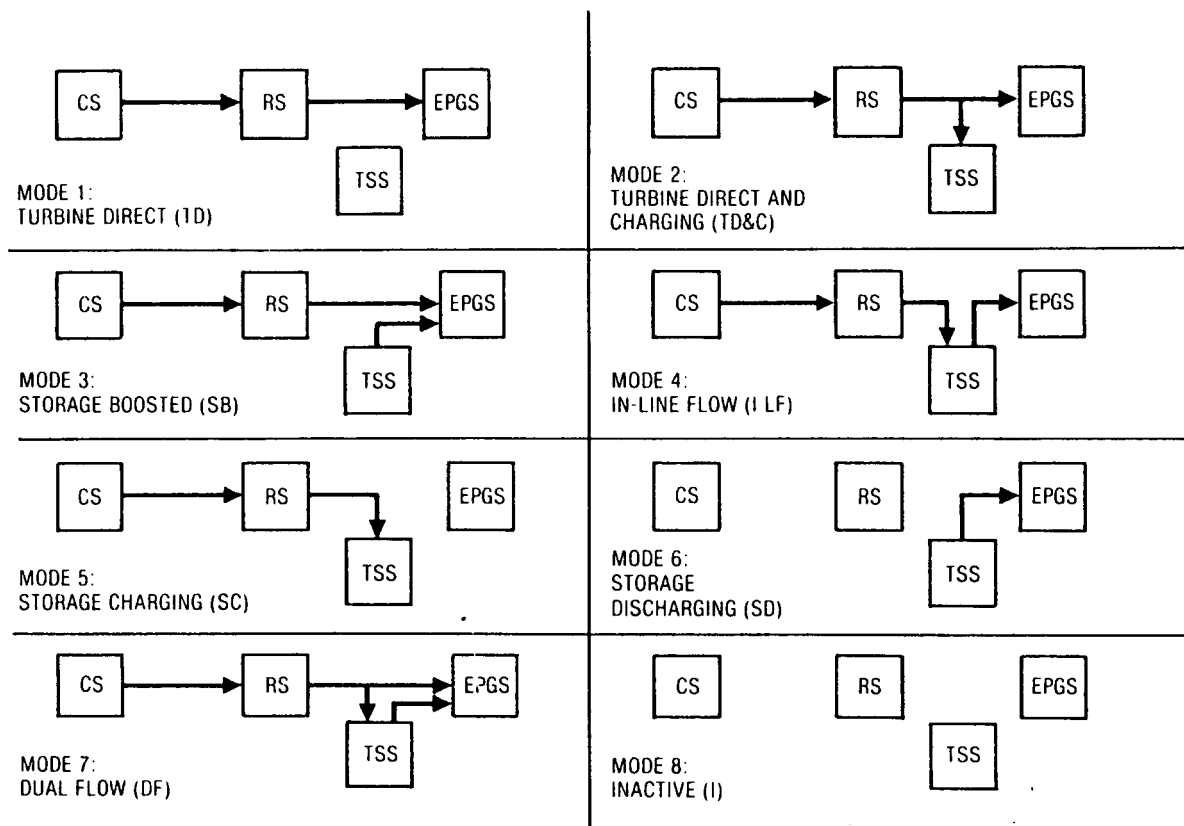 CS
RS
EPGS
TSS
MODE 1:
TURBINE DIRECT (TD)
CS
RS
EPGS
TSS
MODE 2:
TURBINE DIRECT AND
CHARGING (TD&C)
CS
RS
EPGS
TSS
MODE 3:
STORAGE BOOSTED (SB)
CS
RS
EPGS
TSS
MODE 4:
IN-LINE FLOW (ILF)
CS
RS
EPGS
TSS
MODE 5:
STORAGE CHARGING (SC)
CS
RS
EPGS
TSS
MODE 6:
STORAGE
DISCHARGING (SD)
CS
RS
EPGS
TSS
MODE 7:
DUAL FLOW (DF)
CS
RS
EPGS
TSS
MODE 8:
INACTIVE (I)